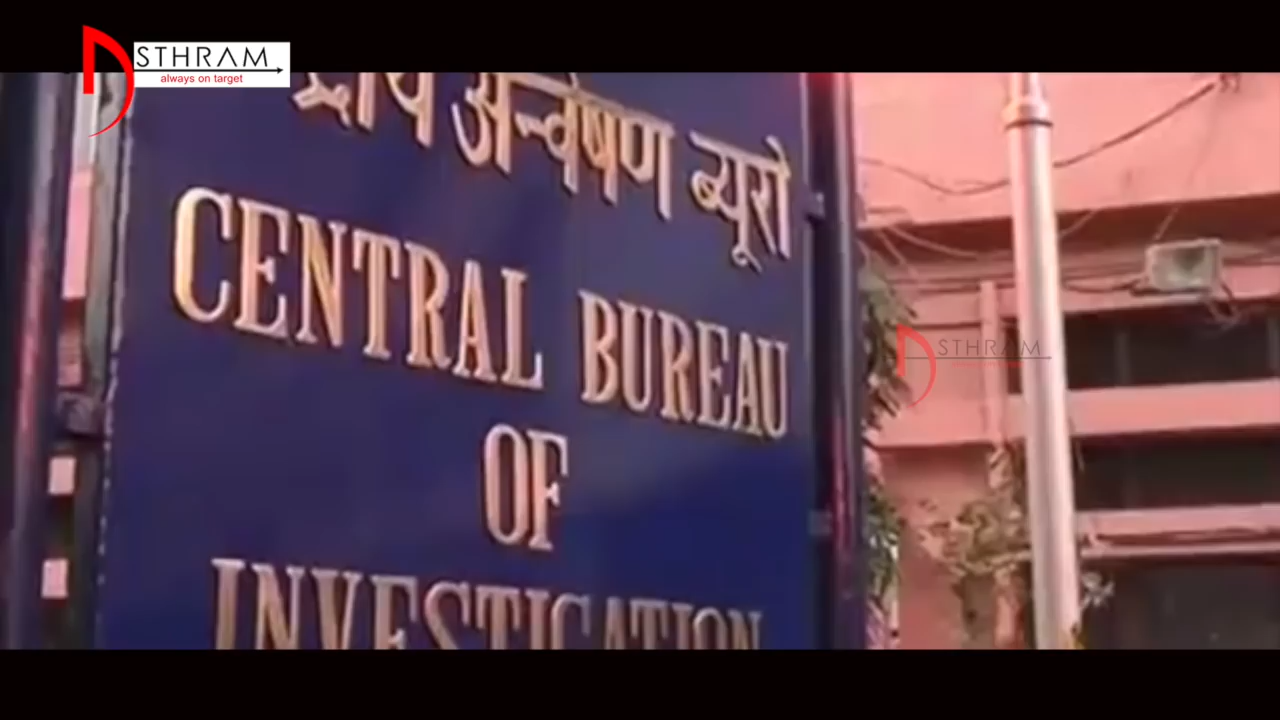 STHRAM
always on target
अन्वेषण ब्यूरो
CENTRAL BUREAU
OF
INVESTIGATION
STHRAM